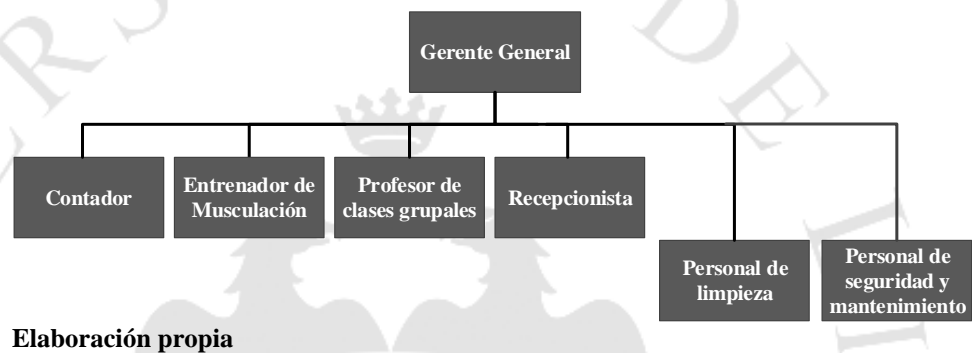 Gerente General
Contador
Entrenador de
Musculación
Profesor de
clases grupales
Recepcionista
Personal de
limpieza
Personal de
seguridad y
mantenimiento
Elaboración propia